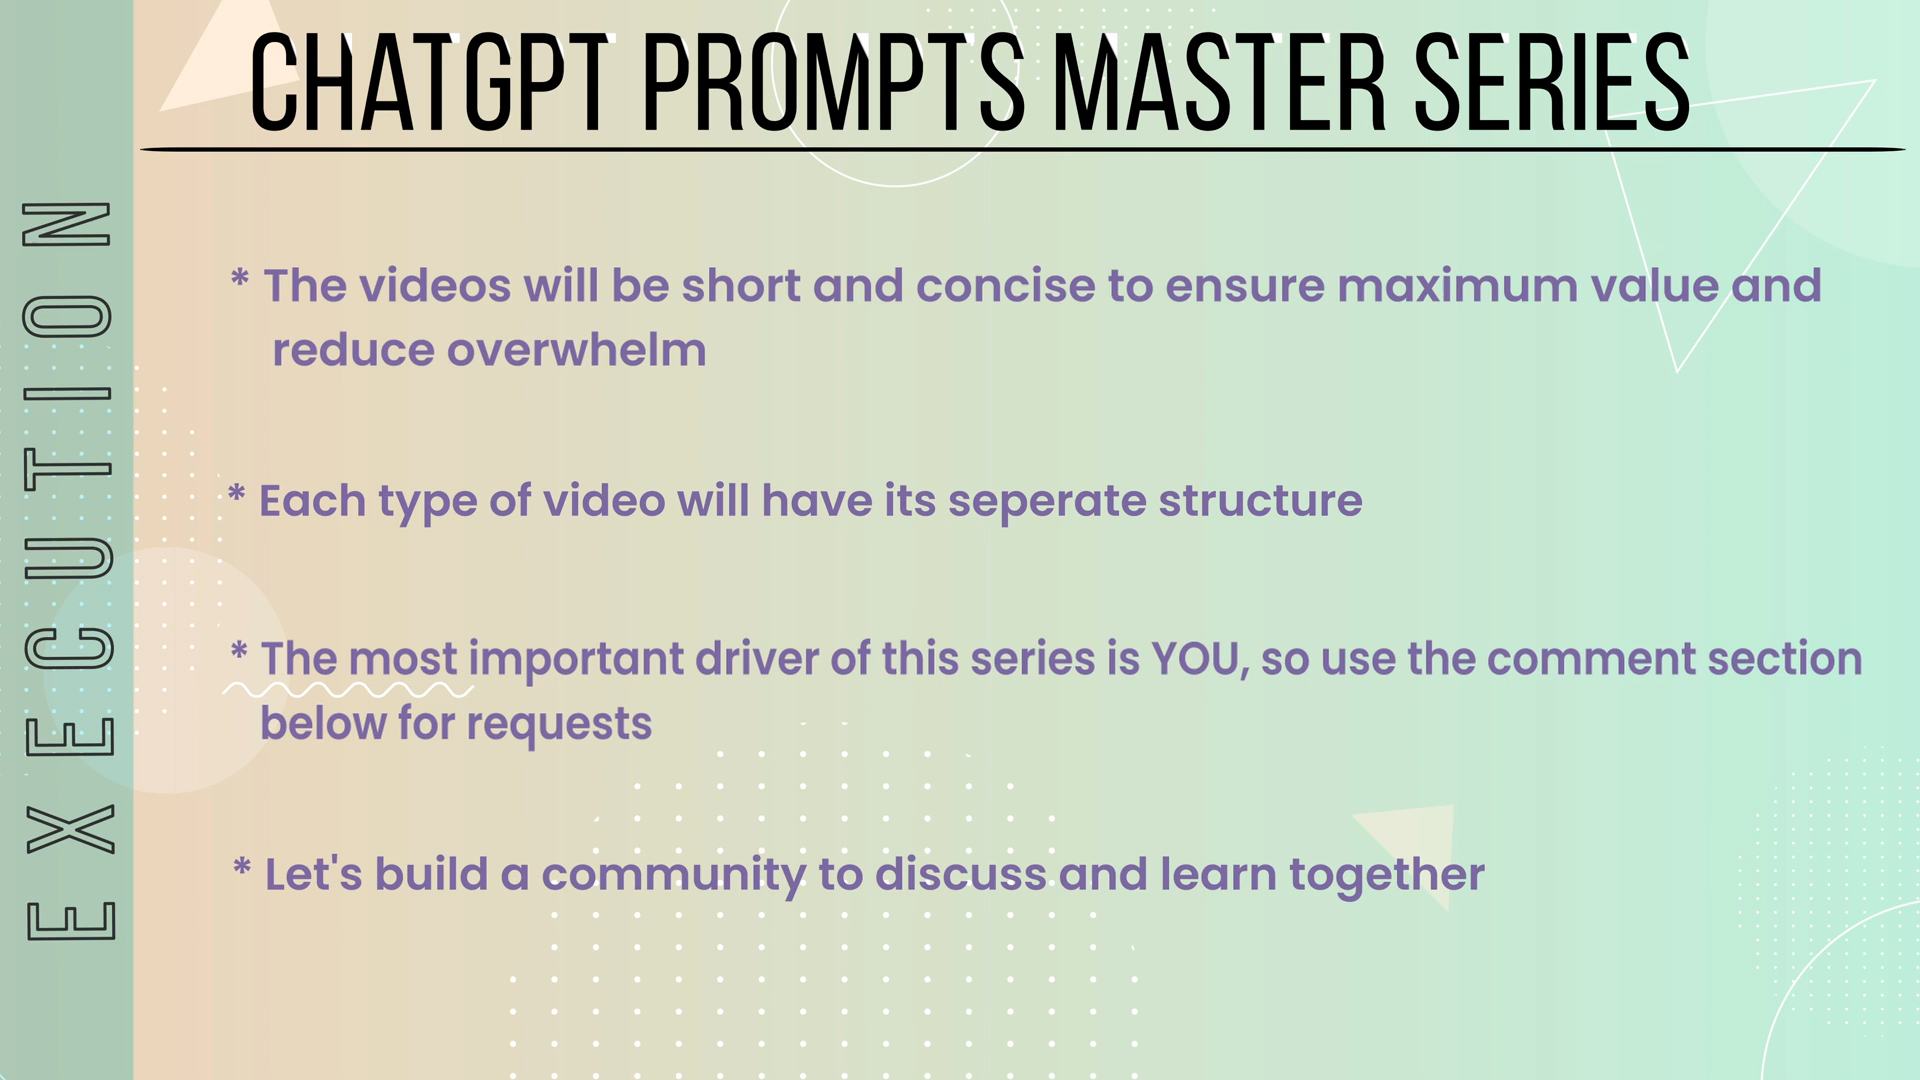 CHATGPT PROMPTS MASTER SERIES
EXECUTION
* The videos will be short and concise to ensure maximum value and
reduce overwhelm
* Each type of video will have its seperate structure
* The most important driver of this series is YOU, so use the comment section
below for requests
* Let's build a community to discuss and learn together